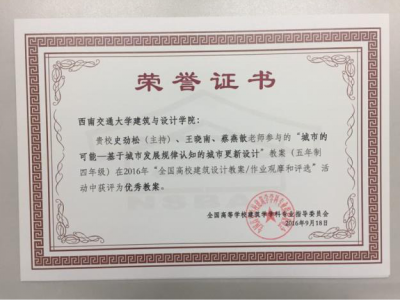 荣誉证书
西南交通大学建筑与设计学院：
贵校史劲松（主持）、王晓南、蔡燕歆老师参与的“城市的
可能—基于城市发展规律认知的城市更新设计”教案（五年制
四年级）在2016年“全国高校建筑设计教案/作业观摩和评选”活
动中获评为优秀教案。
全国高等学校建筑学学科专业指导委员会
2016年9月18日